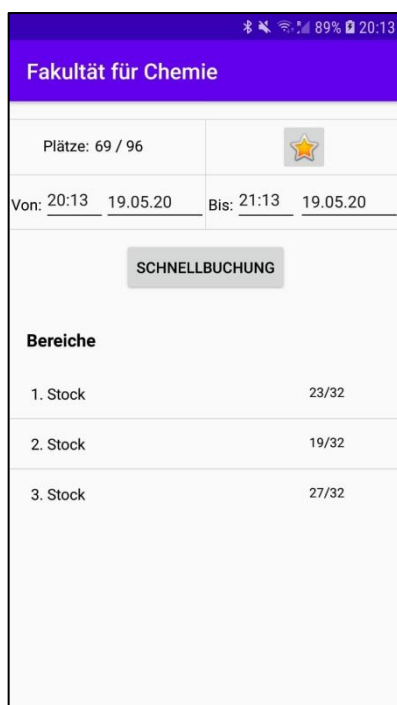 89% 20:13
Fakultät für Chemie
Plätze: 69 / 96
Von: 20:13 19.05.20 Bis: 21:13 19.05.20
SCHNELLBUCHUNG
Bereiche
1. Stock 23/32
2. Stock 19/32
3. Stock 27/32